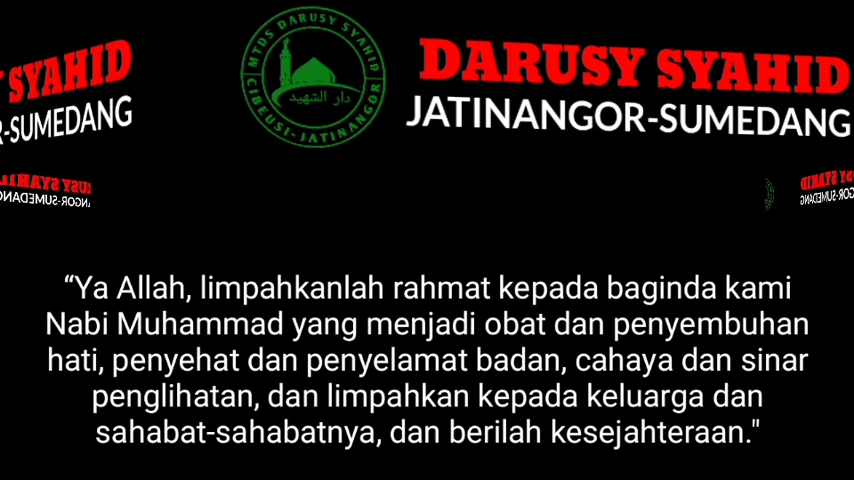 DARUSY SYAHID
JATINANGOR-SUMEDANG
SYAHID
R-SUMEDANG
MTDS DARUSY SYAHID
دار الشهيد
CIBEUSI-JATINANGOR
“Ya Allah, limpahkanlah rahmat kepada baginda kami
Nabi Muhammad yang menjadi obat dan penyembuhan
hati, penyehat dan penyelamat badan, cahaya dan sinar
penglihatan, dan limpahkan kepada keluarga dan
sahabat-sahabatnya, dan berilah kesejahteraan."